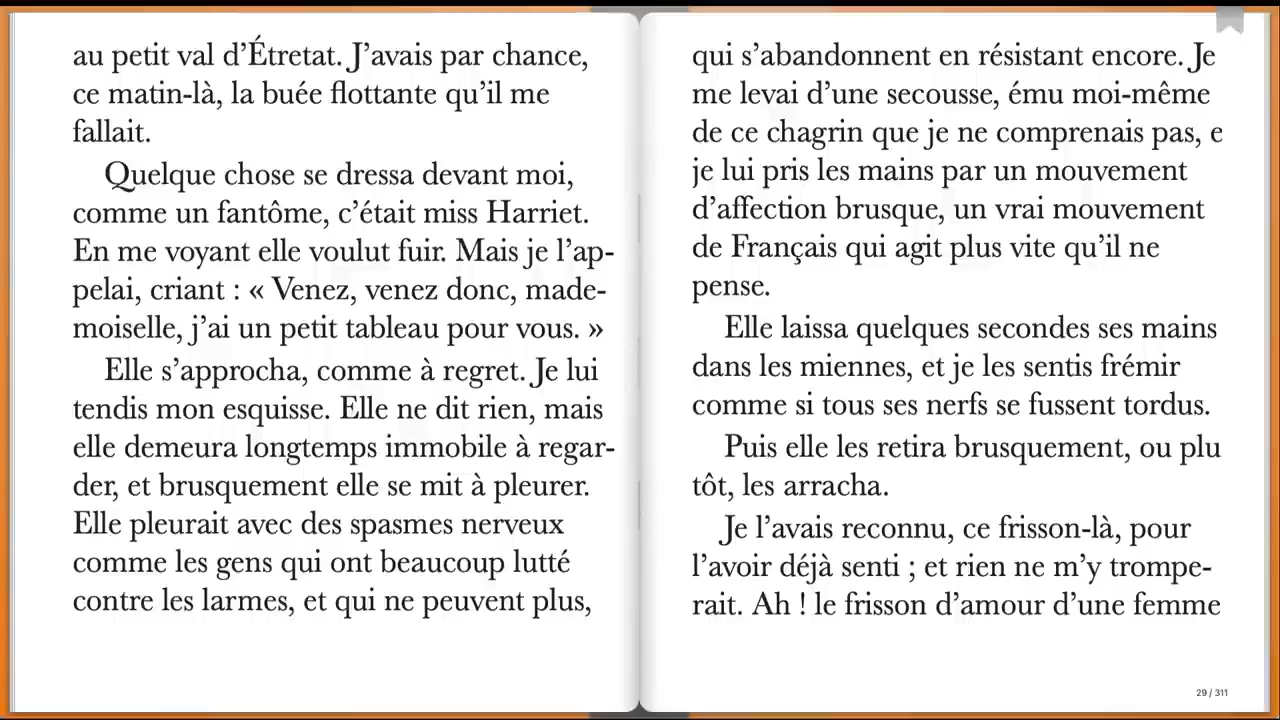 au petit val d’Étretat. J’avais par chance,
ce matin-là, la buée flottante qu’il me
fallait.
Quelque chose se dressa devant moi,
comme un fantôme, c’était miss Harriet.
En me voyant elle voulut fuir. Mais je l’ap-
pelai, criant : « Venez, venez donc, made-
moiselle, j’ai un petit tableau pour vous. »
Elle s’approcha, comme à regret. Je lui
tendis mon esquisse. Elle ne dit rien, mais
elle demeura longtemps immobile à regar-
der, et brusquement elle se mit à pleurer.
Elle pleurait avec des spasmes nerveux
comme les gens qui ont beaucoup lutté
contre les larmes, et qui ne peuvent plus,
qui s’abandonnent en résistant encore. Je
me levai d’une secousse, ému moi-même
de ce chagrin que je ne comprenais pas, e
je lui pris les mains par un mouvement
d’affection brusque, un vrai mouvement
de Français qui agit plus vite qu’il ne
pense.
Elle laissa quelques secondes ses mains
dans les miennes, et je les sentis frémir
comme si tous ses nerfs se fussent tordus.
Puis elle les retira brusquement, ou plu
tôt, les arracha.
Je l’avais reconnu, ce frisson-là, pour
l’avoir déjà senti ; et rien ne m’y trompe-
rait. Ah ! le frisson d’amour d’une femme
29 / 311